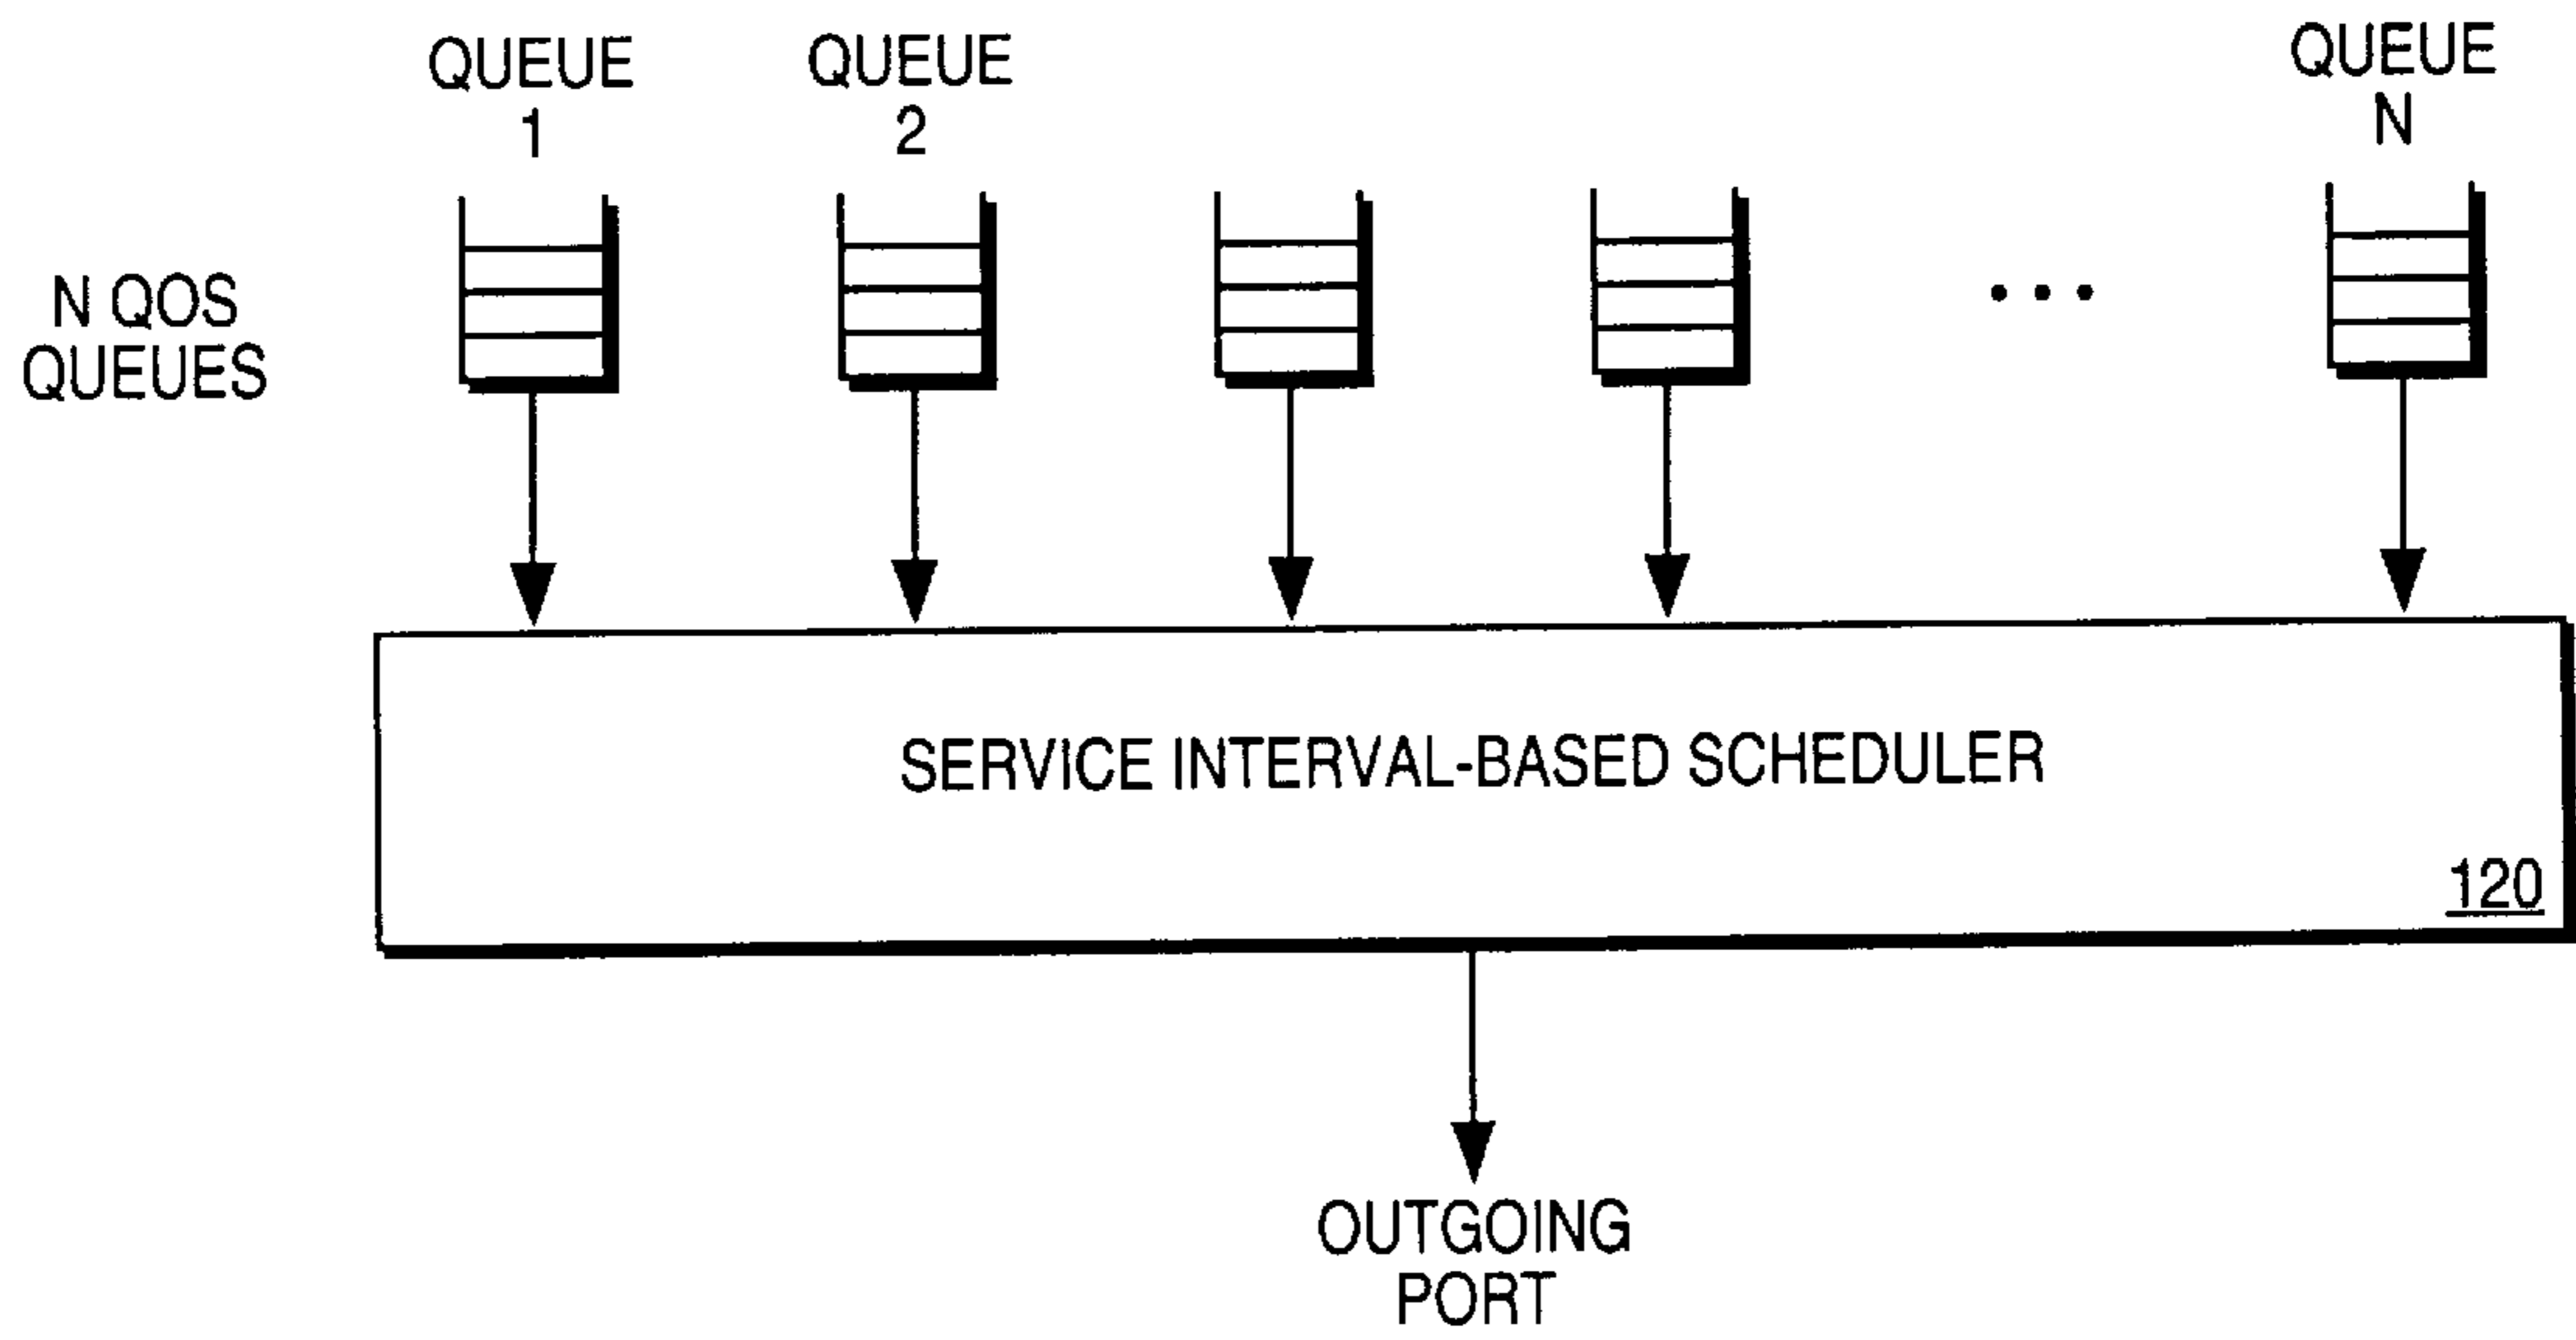 QUEUE
1
QUEUE
2
QUEUE
N
N QOS
QUEUES
...
SERVICE INTERVAL-BASED SCHEDULER
120
OUTGOING
PORT